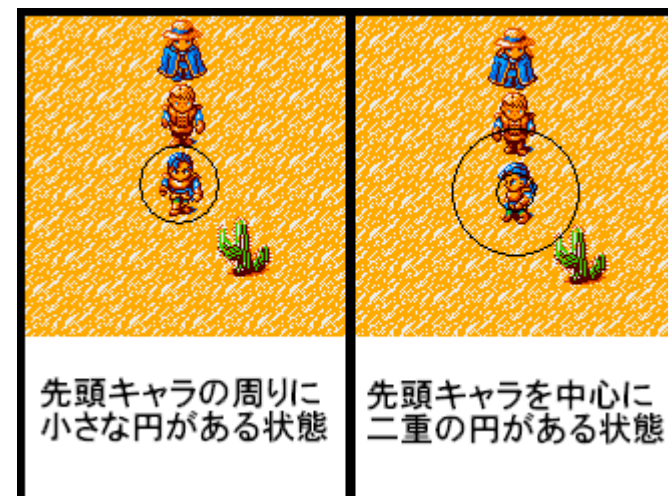 先頭キャラの周りに
小さな円がある状態
先頭キャラを中心に
二重の円がある状態